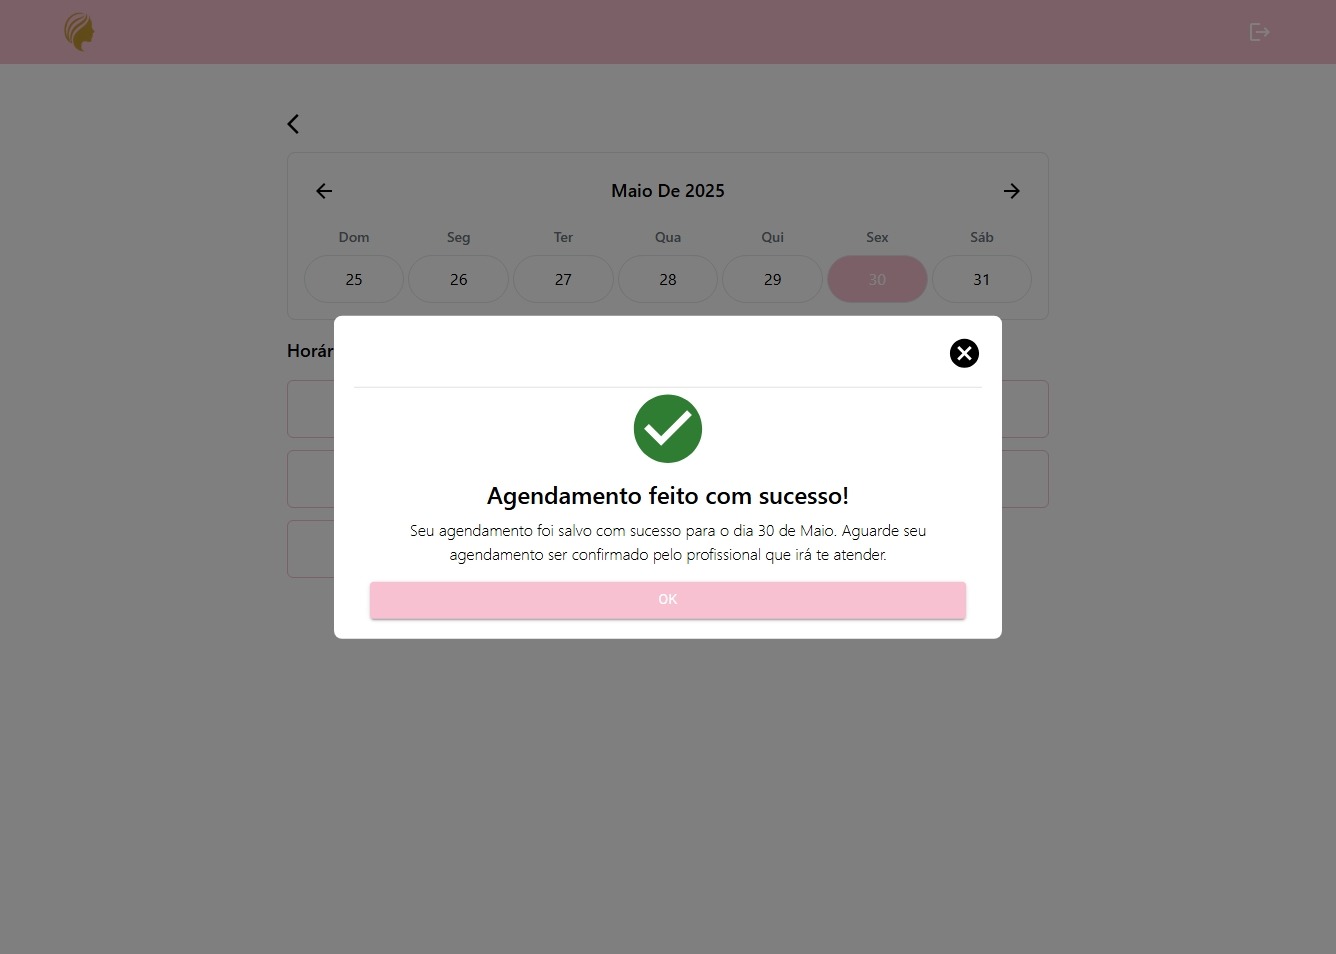 Maio De 2025
Dom Seg Ter Qua Qui Sex Sáb
25 26 27 28 29 30 31
Horár
Agendamento feito com sucesso!
Seu agendamento foi salvo com sucesso para o dia 30 de Maio. Aguarde seu
agendamento ser confirmado pelo profissional que irá te atender.
OK